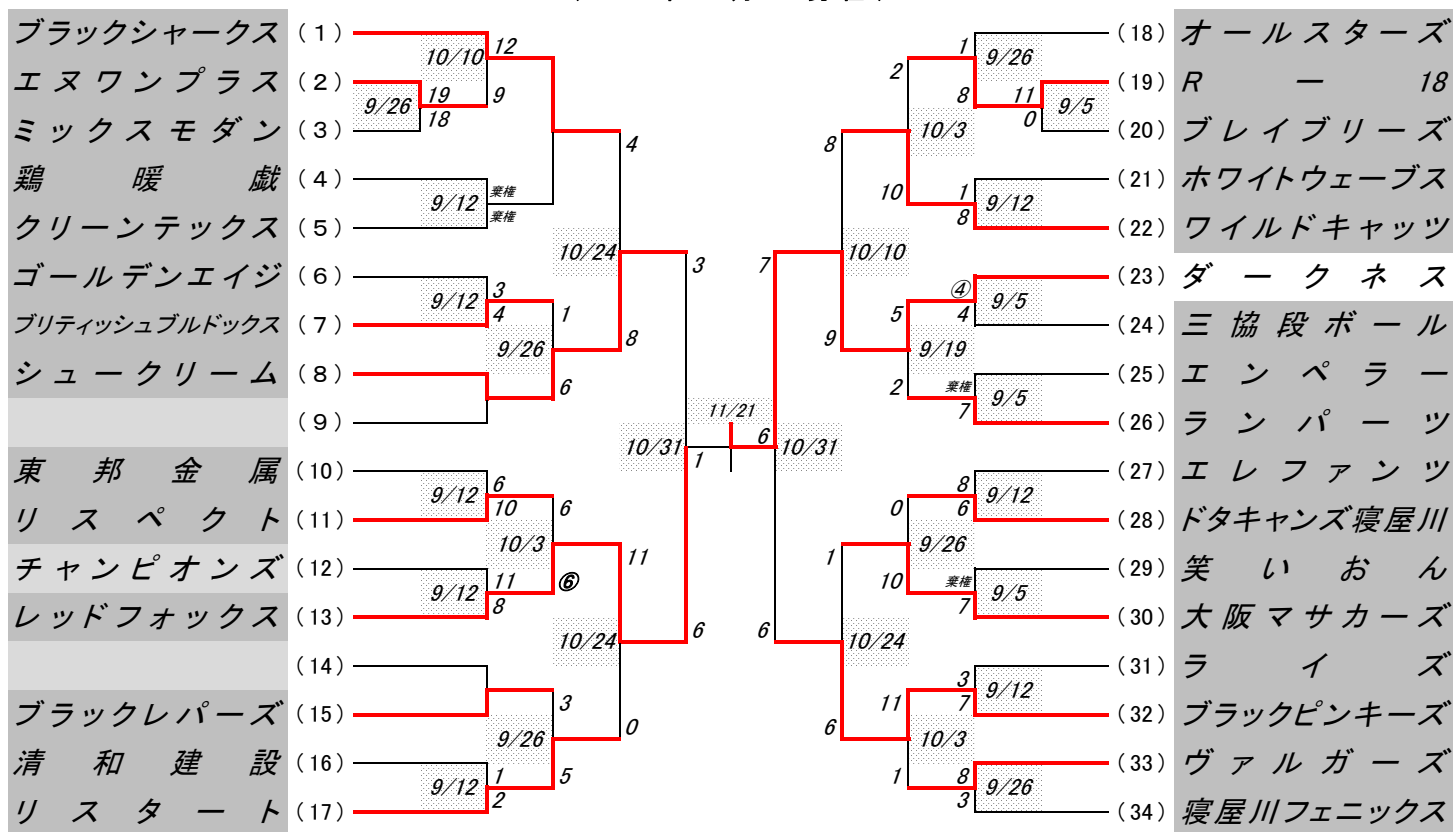 ブラックシャークス (1)
エヌワンプラス (2)
ミックスモダン (3)
鶏暖戯 (4)
クリーンテックス (5)
ゴールデンエイジ (6)
ブリティッシュブルドックス (7)
シュークリーム (8)
(9)
東邦金属 (10)
リスペクト (11)
チャンピオンズ (12)
レッドフォックス (13)
(14)
ブラックレパーズ (15)
清和建設 (16)
リスタート (17)
9/26
19
18
10/10
12
9
9/12
棄権
棄権
9/12
3
4
9/26
1
6
10/24
4
8
9/12
6
10
9/12
11
8
10/3
6
⑥
9/12
1
2
9/26
3
5
10/24
11
0
10/31
3
6
11/21
1
6
10/31
7
6
10/10
8
9
10/3
2
10
9/26
1
8
9/5
11
0
9/12
1
8
9/19
5
2
9/5
④
4
9/5
棄権
7
10/24
1
6
9/26
0
10
9/12
8
6
9/5
棄権
7
10/3
11
1
9/12
3
7
9/26
8
3
(18) オールスターズ
(19) Rー18
(20) ブレイブリーズ
(21) ホワイトウェーブス
(22) ワイルドキャッツ
(23) ダークネス
(24) 三協段ボール
(25) エンペラー
(26) ランパーツ
(27) エレファンツ
(28) ドタキャンズ寝屋川
(29) 笑いおん
(30) 大阪マサカーズ
(31) ライズ
(32) ブラックピンキーズ
(33) ヴァルガーズ
(34) 寝屋川フェニックス